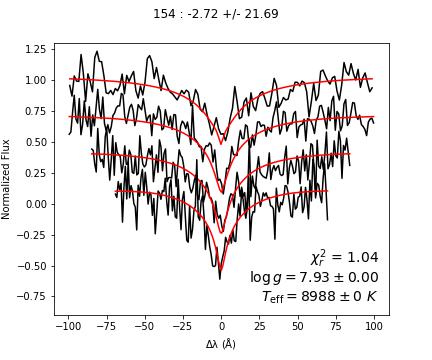 154 : -2.72 +/- 21.69
Normalized Flux
1.25
1.00
0.75
0.50
0.25
0.00
−0.25
−0.50
−0.75
χ²ᵣ = 1.04
log g = 7.93 ± 0.00
Teff = 8988 ± 0 K
−100 −75 −50 −25 0 25 50 75 100
Δλ (Å)